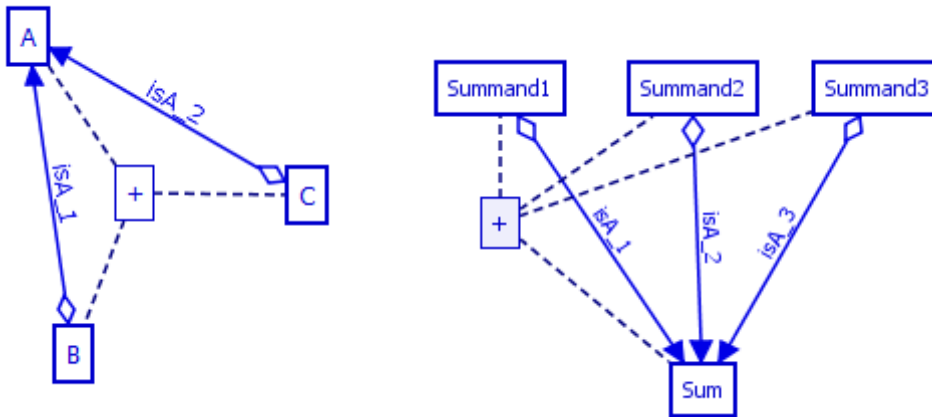 A
isA_2
isA_1
+
C
B
Summand1
Summand2
Summand3
+
isA_1
isA_2
isA_3
Sum